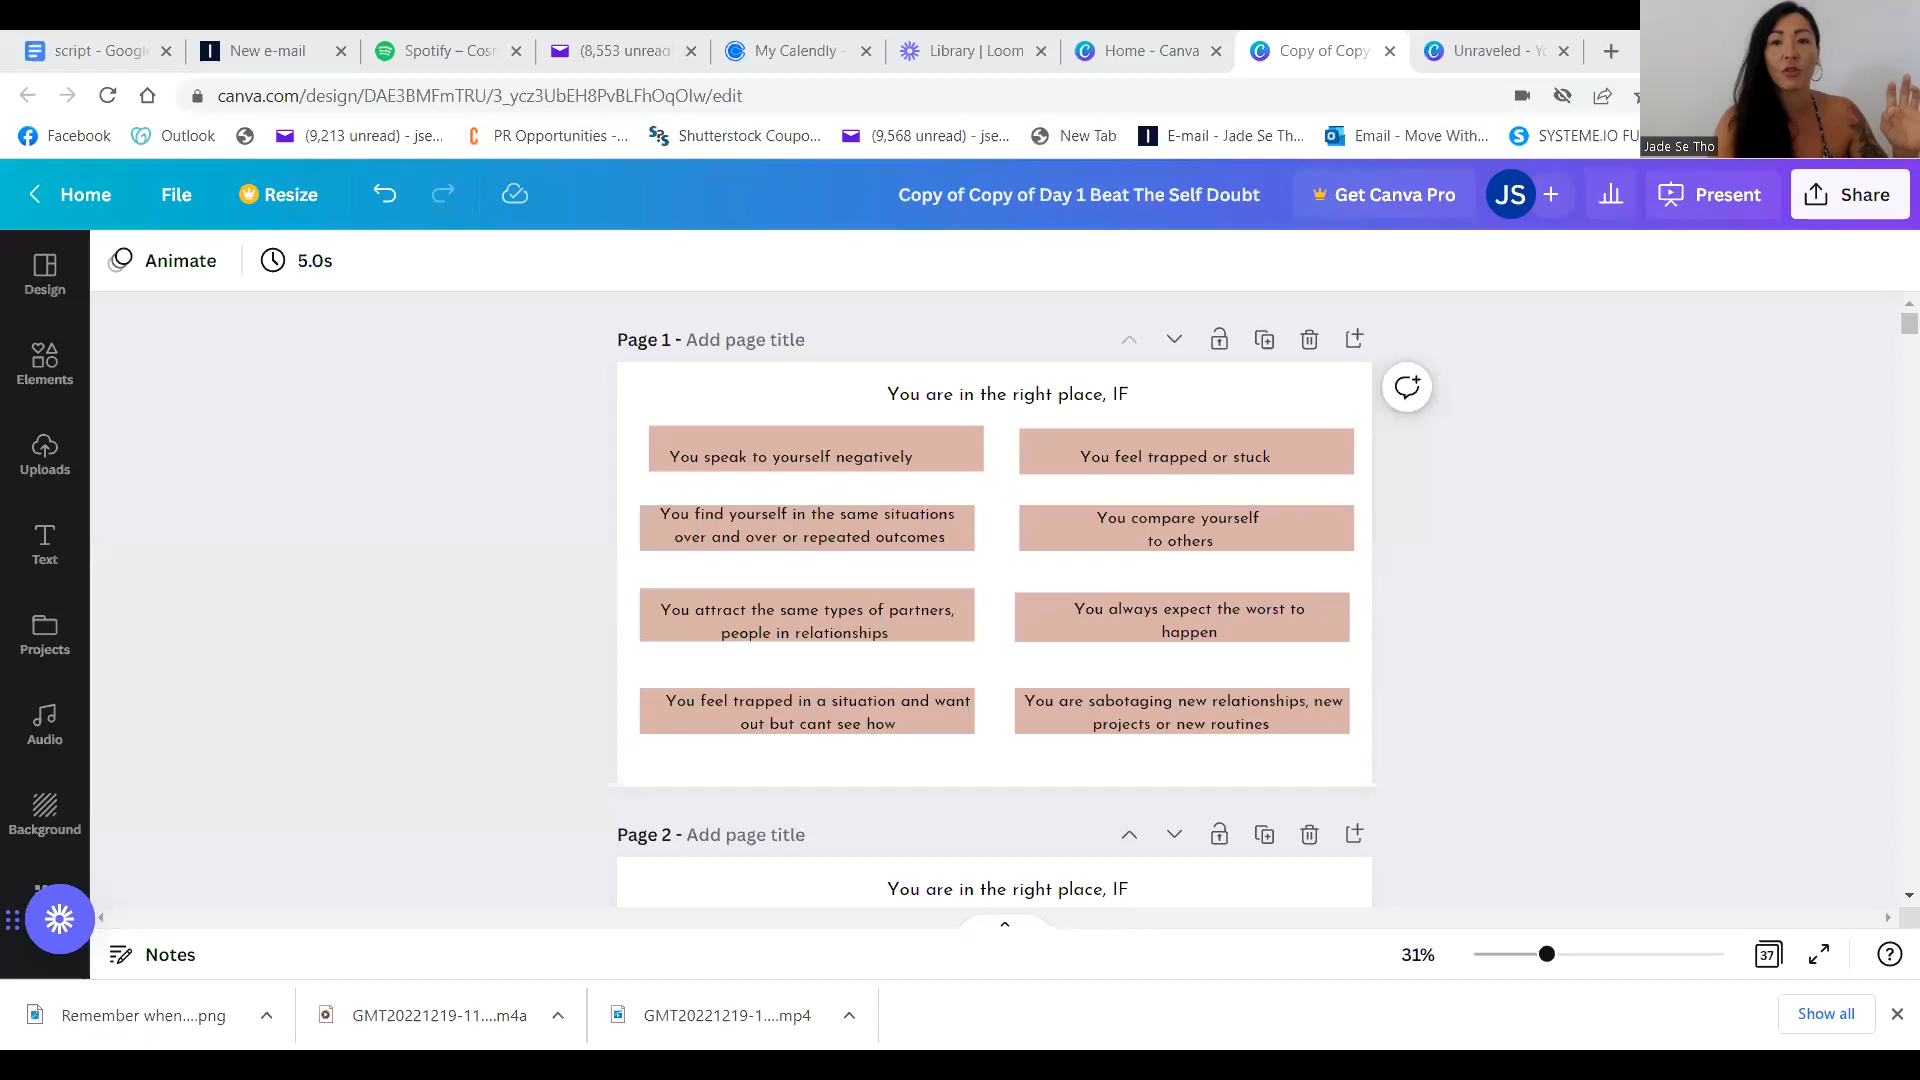 script - Googl
New e-mail
Spotify – Cosr
(8,553 unrea
My Calendly -
Library | Loom
Home - Canva
Copy of Copy
Unraveled - Yo
canva.com/design/DAE3BMFmTRU/3_ycz3UbEH8PvBLFhOqOIw/edit
Facebook
Outlook
(9,213 unread) - jse...
PR Opportunities -...
Shutterstock Coupo...
(9,568 unread) - jse...
New Tab
E-mail - Jade Se Th...
Email - Move With...
SYSTEME.IO FU
Jade Se Tho
Home
File
Resize
Copy of Copy of Day 1 Beat The Self Doubt
Get Canva Pro
JS
Present
Share
Animate
5.0s
Design
Elements
Uploads
Text
Projects
Audio
Background
Page 1 - Add page title
You are in the right place, IF
You speak to yourself negatively
You feel trapped or stuck
You find yourself in the same situations
over and over or repeated outcomes
You compare yourself
to others
You attract the same types of partners,
people in relationships
You always expect the worst to
happen
You feel trapped in a situation and want
out but cant see how
You are sabotaging new relationships, new
projects or new routines
Page 2 - Add page title
You are in the right place, IF
Notes
31%
37
Remember when....png
GMT20221219-11....m4a
GMT20221219-1....mp4
Show all